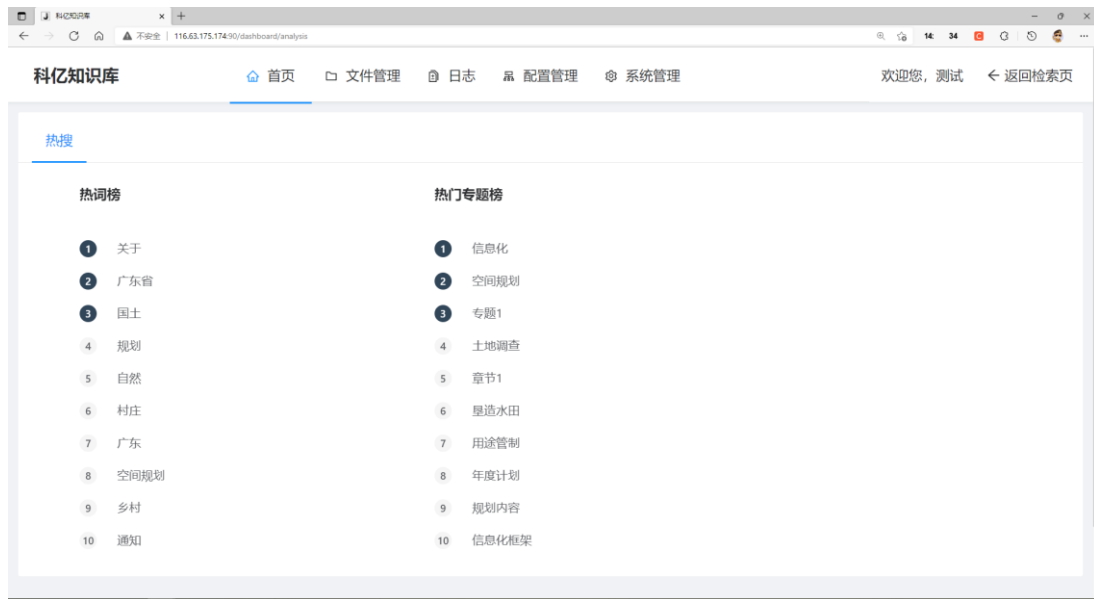 科亿知识库
不安全 | 116.63.175.174:90/dashboard/analysis 14: 34
科亿知识库 首页 文件管理 日志 配置管理 系统管理 欢迎您，测试 返回检索页
热搜
热词榜 热门专题榜
1 关于 1 信息化
2 广东省 2 空间规划
3 国土 3 专题1
4 规划 4 土地调查
5 自然 5 章节1
6 村庄 6 垦造水田
7 广东 7 用途管制
8 空间规划 8 年度计划
9 乡村 9 规划内容
10 通知 10 信息化框架